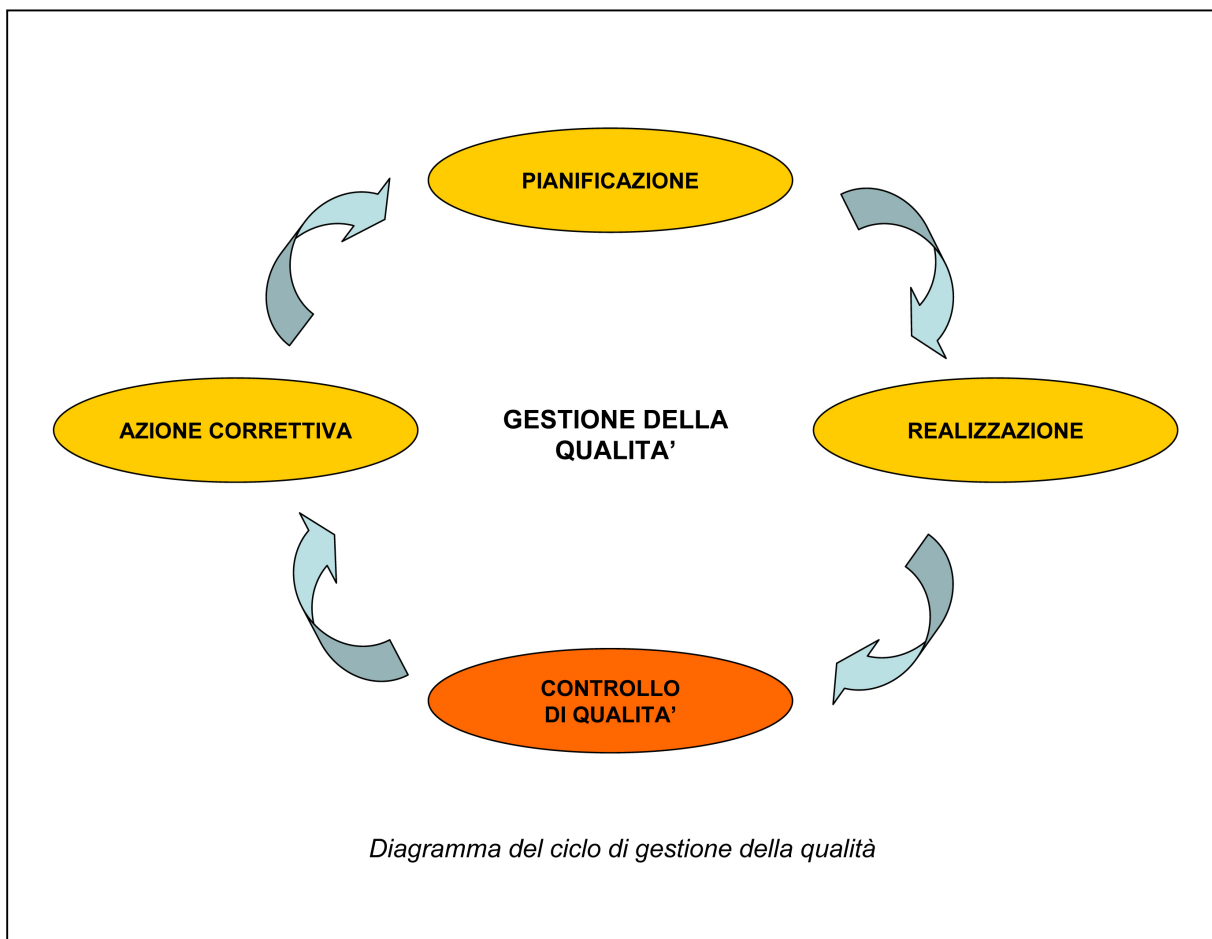 PIANIFICAZIONE
AZIONE CORRETTIVA
GESTIONE DELLA
QUALITA’
REALIZZAZIONE
CONTROLLO
DI QUALITA’
Diagramma del ciclo di gestione della qualità